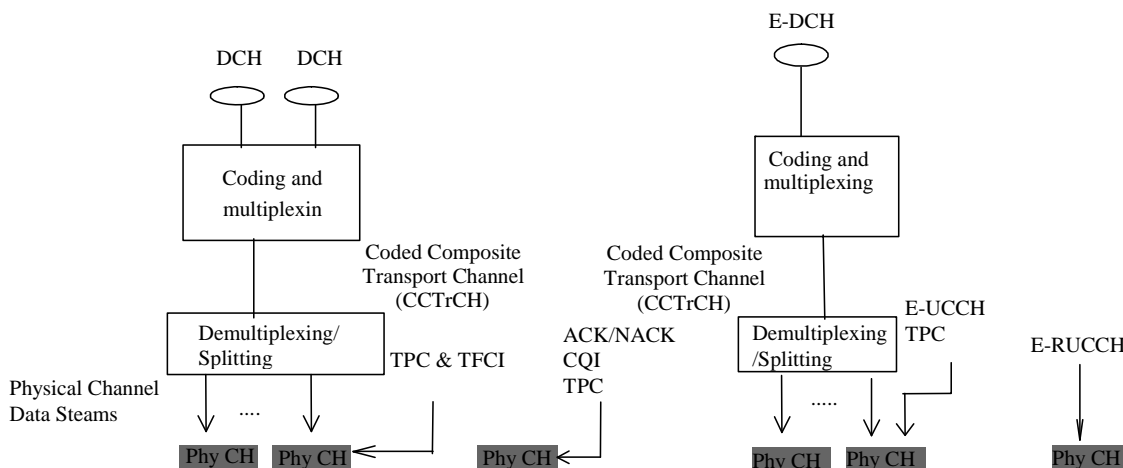 E-DCH
DCH
DCH
Coding and
multiplexin
Coding and
multiplexing
Coded Composite
Transport Channel
(CCTrCH)
Coded Composite
Transport Channel
(CCTrCH)
Demultiplexing/
Splitting
TPC & TFCI
ACK/NACK
CQI
TPC
Demultiplexing
/Splitting
E-UCCH
TPC
E-RUCCH
Physical Channel
Data Steams
....
.....
Phy CH
Phy CH
Phy CH
Phy CH
Phy CH
Phy CH